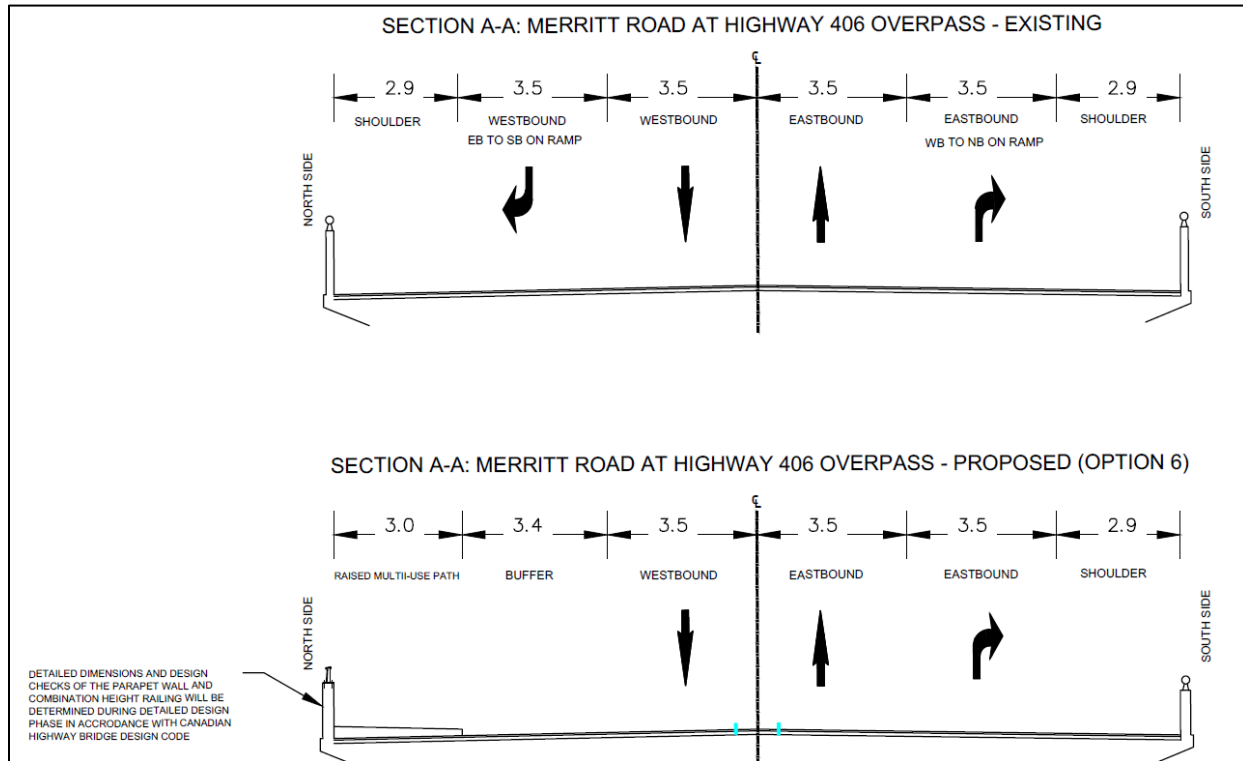 SECTION A-A: MERRITT ROAD AT HIGHWAY 406 OVERPASS - EXISTING
℄
2.9 3.5 3.5 3.5 3.5 2.9
SHOULDER WESTBOUND WESTBOUND EASTBOUND EASTBOUND SHOULDER
EB TO SB ON RAMP WB TO NB ON RAMP
NORTH SIDE
SOUTH SIDE
SECTION A-A: MERRITT ROAD AT HIGHWAY 406 OVERPASS - PROPOSED (OPTION 6)
℄
3.0 3.4 3.5 3.5 3.5 2.9
RAISED MULTII-USE PATH BUFFER WESTBOUND EASTBOUND EASTBOUND SHOULDER
NORTH SIDE
SOUTH SIDE
DETAILED DIMENSIONS AND DESIGN
CHECKS OF THE PARAPET WALL AND
COMBINATION HEIGHT RAILING WILL BE
DETERMINED DURING DETAILED DESIGN
PHASE IN ACCRODANCE WITH CANADIAN
HIGHWAY BRIDGE DESIGN CODE